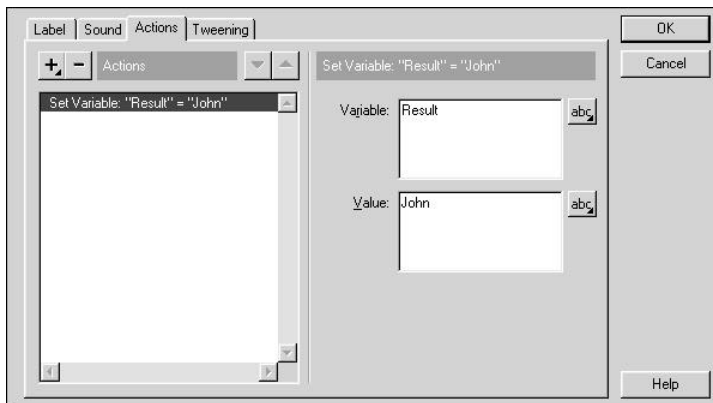 Label Sound Actions Tweening
OK
+ - Actions
Set Variable: "Result" = "John"
Cancel
Set Variable: "Result" = "John"
Variable: Result abc
Value: John abc
Help